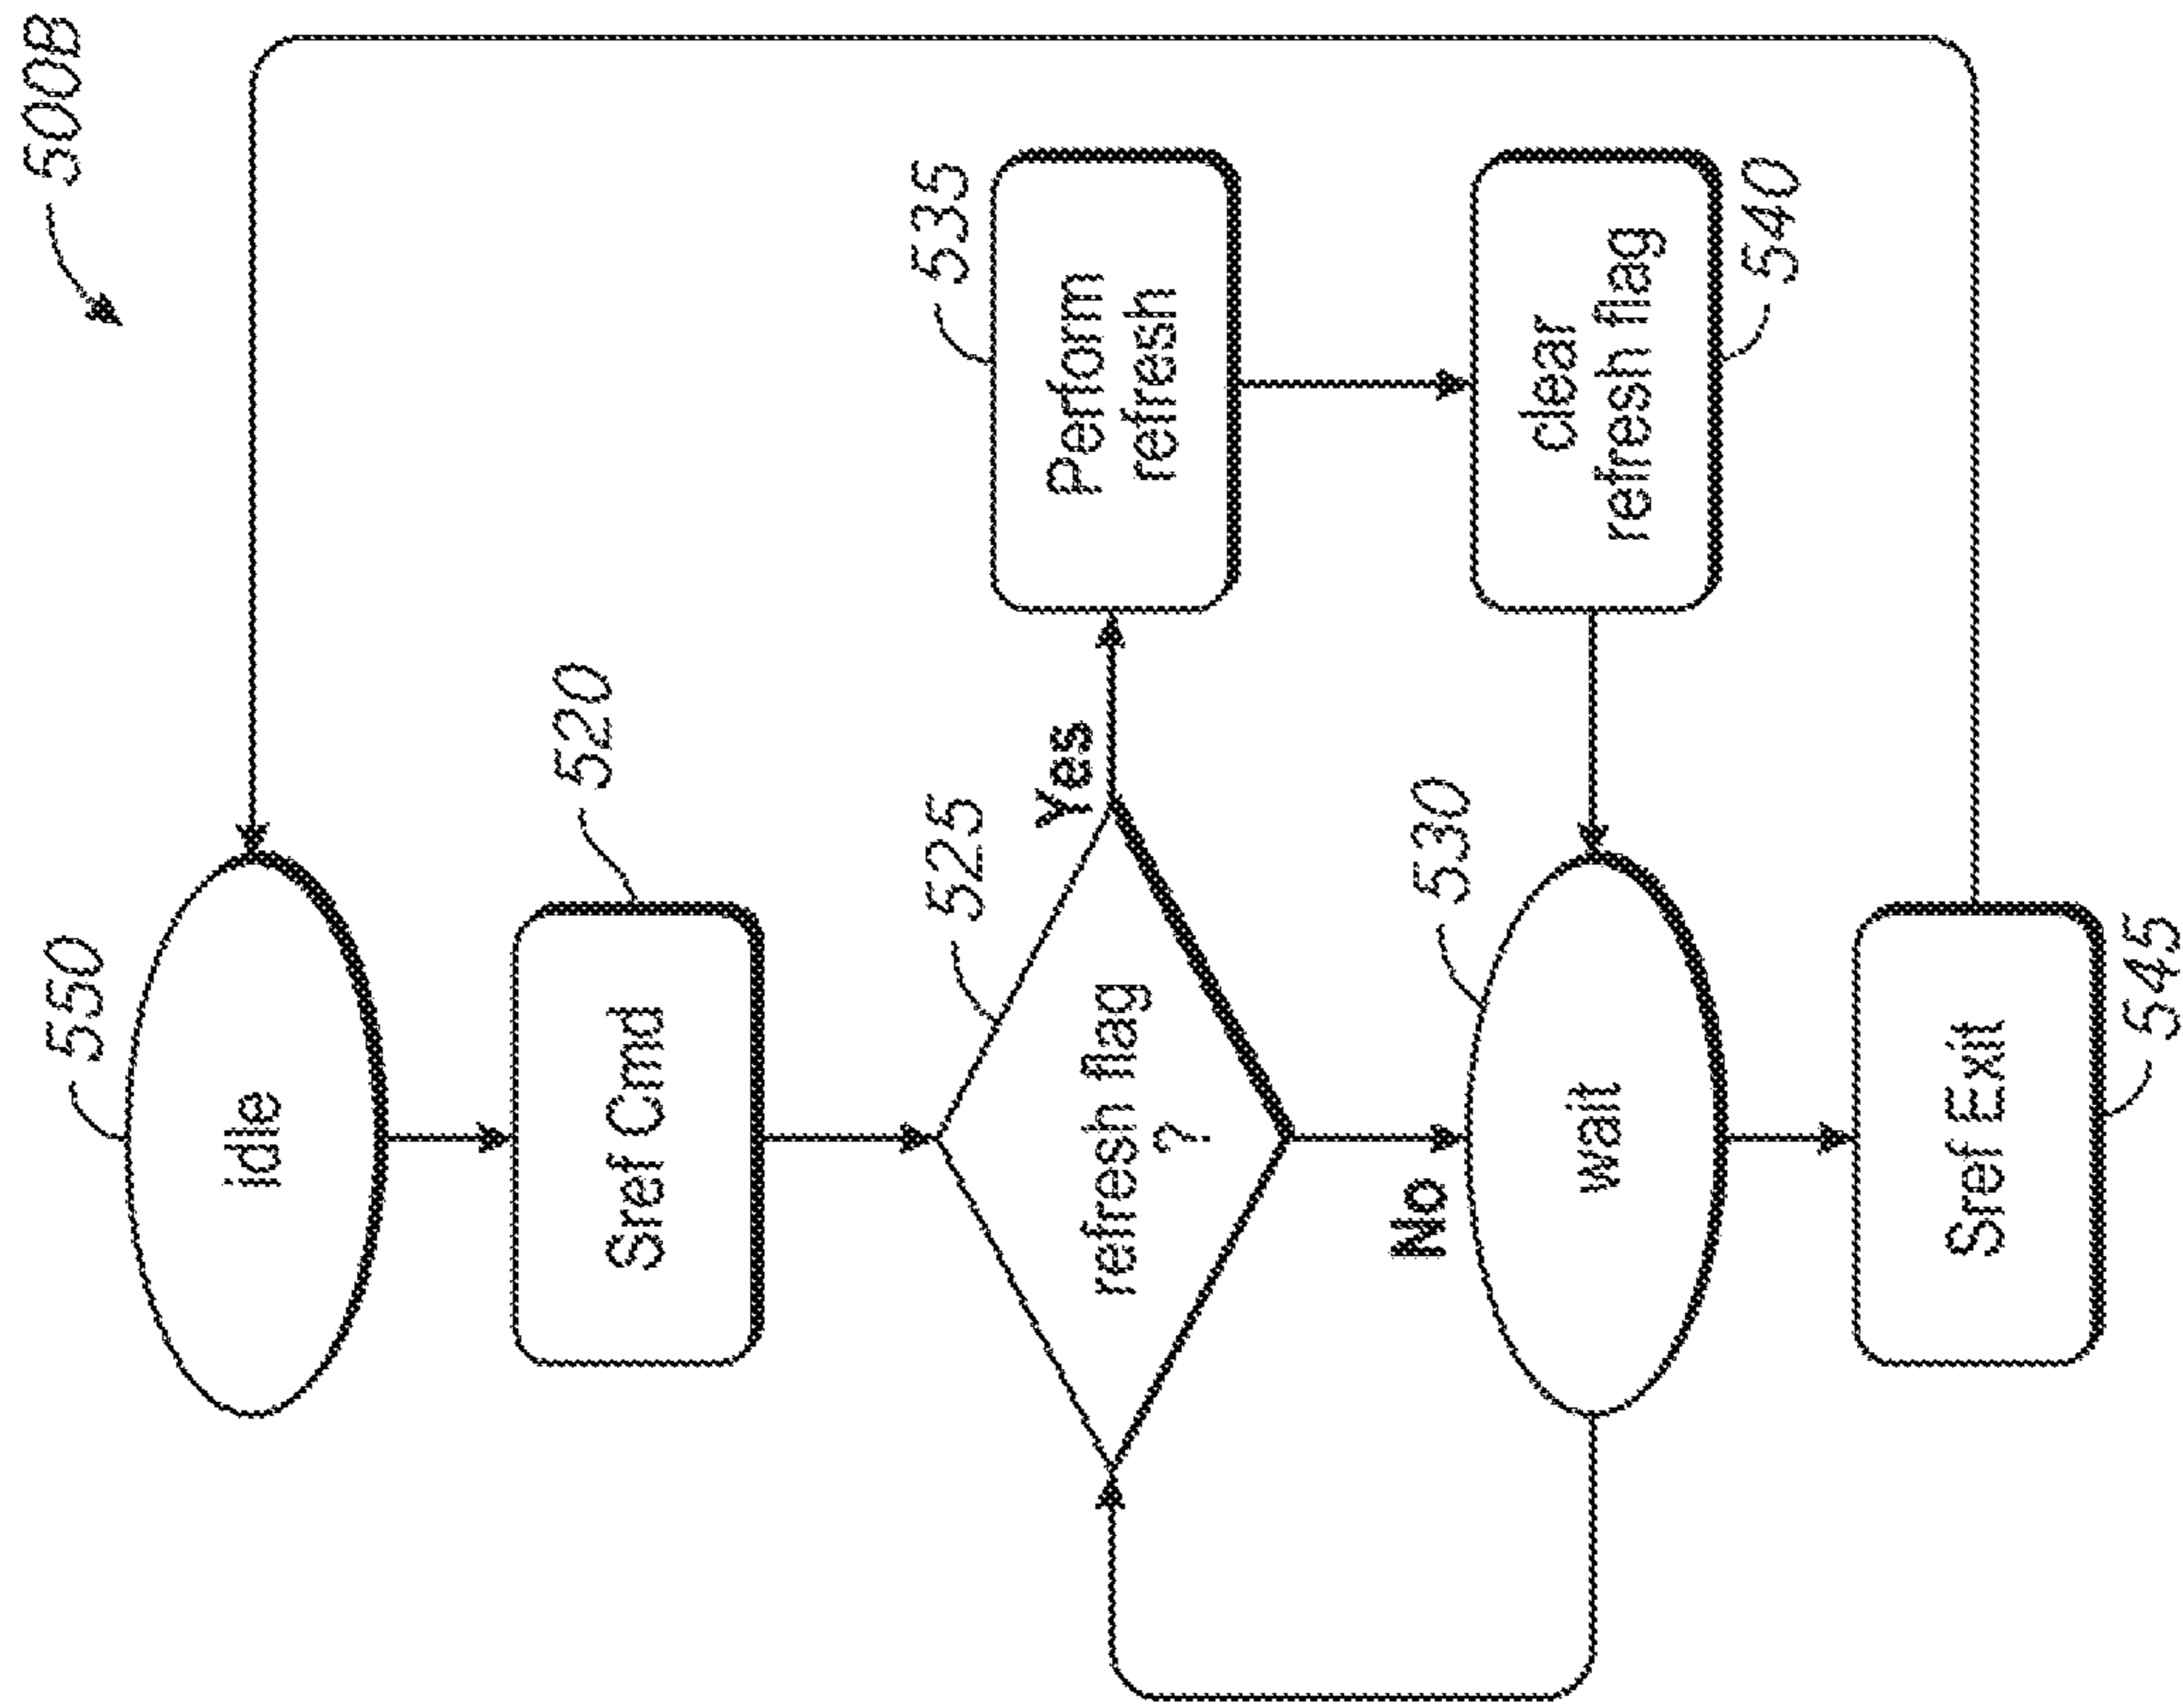 500B
550
idle
520
Sref Cmd
525
refresh flag
?
Yes
535
Perform
refresh
No
530
wait
540
clear
refresh flag
545
Sref Exit